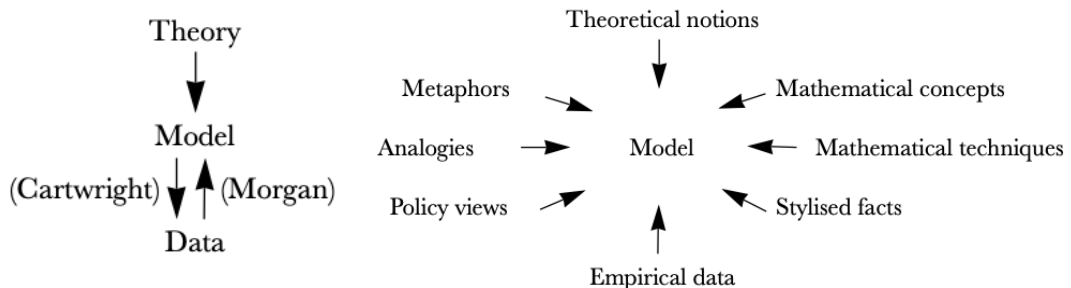 Theory
Model
(Cartwright) (Morgan)
Data
Theoretical notions
Metaphors
Mathematical concepts
Analogies
Model
Mathematical techniques
Policy views
Stylised facts
Empirical data